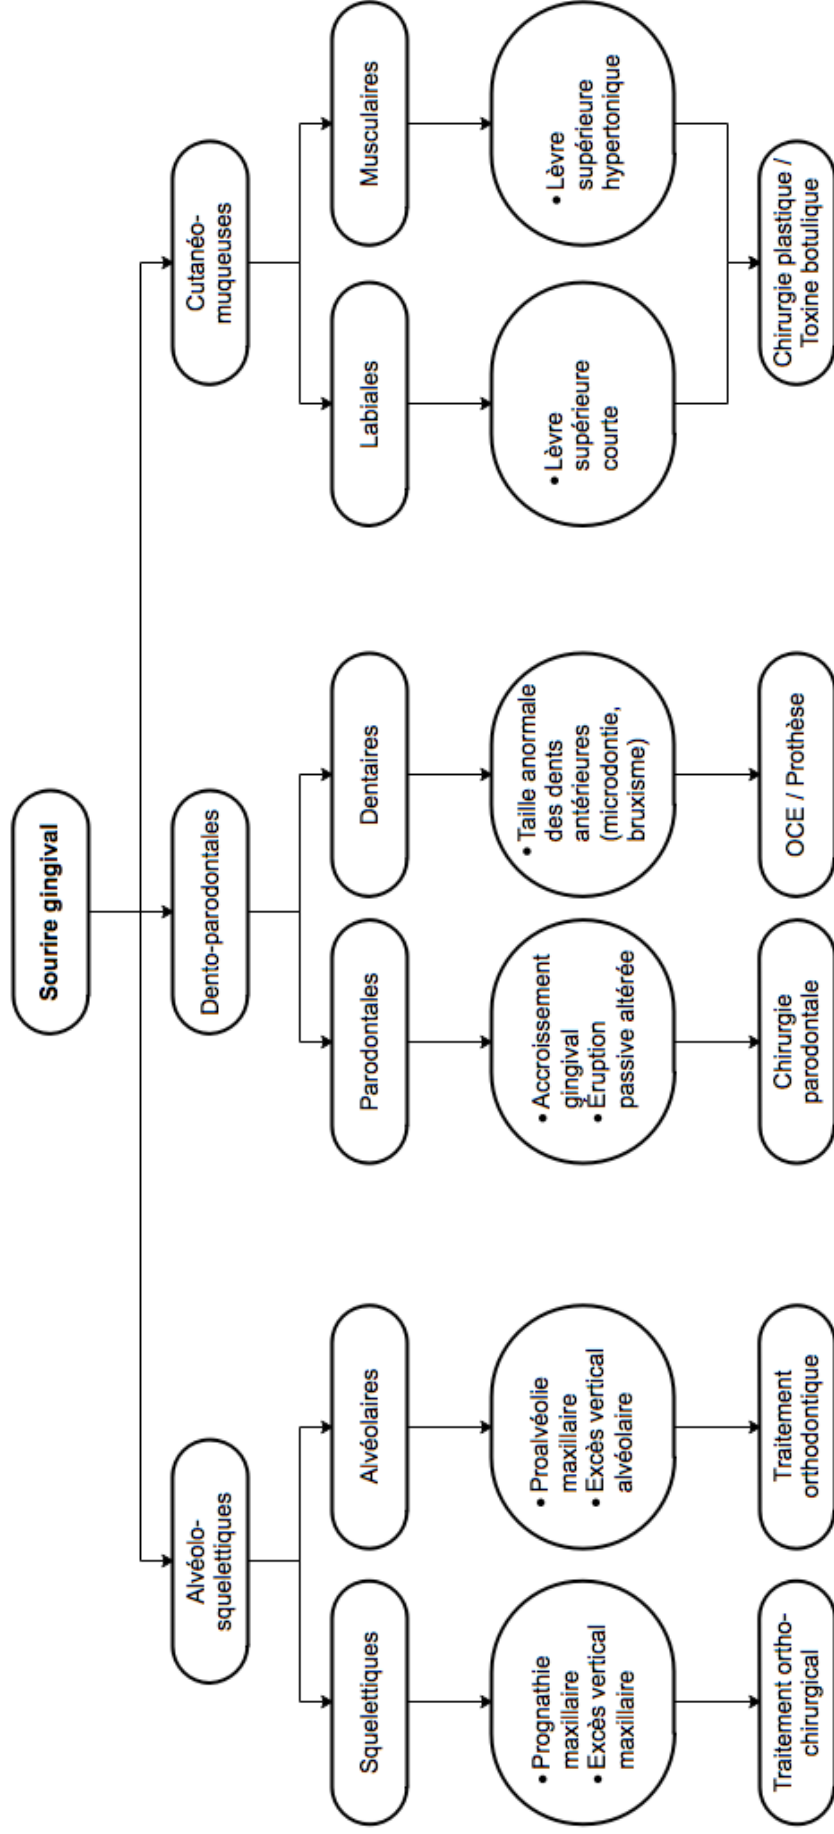 Sourire gingival
Alvéolo-
squelettiques
Dento-parodontales
Cutanéo-
muqueuses
Squelettiques
Alvéolaires
Parodontales
Dentaires
Labiales
Musculaires
• Prognathie
maxillaire
• Excès vertical
maxillaire
• Proalvéolie
maxillaire
• Excès vertical
alvéolaire
• Accroissement
gingival
• Éruption
passive altérée
• Taille anormale
des dents
antérieures
(microdontie,
bruxisme)
• Lèvre
supérieure
courte
• Lèvre
supérieure
hypertonique
Traitement ortho-
chirurgical
Traitement
orthodontique
Chirurgie
parodontale
OCE / Prothèse
Chirurgie plastique /
Toxine botulique